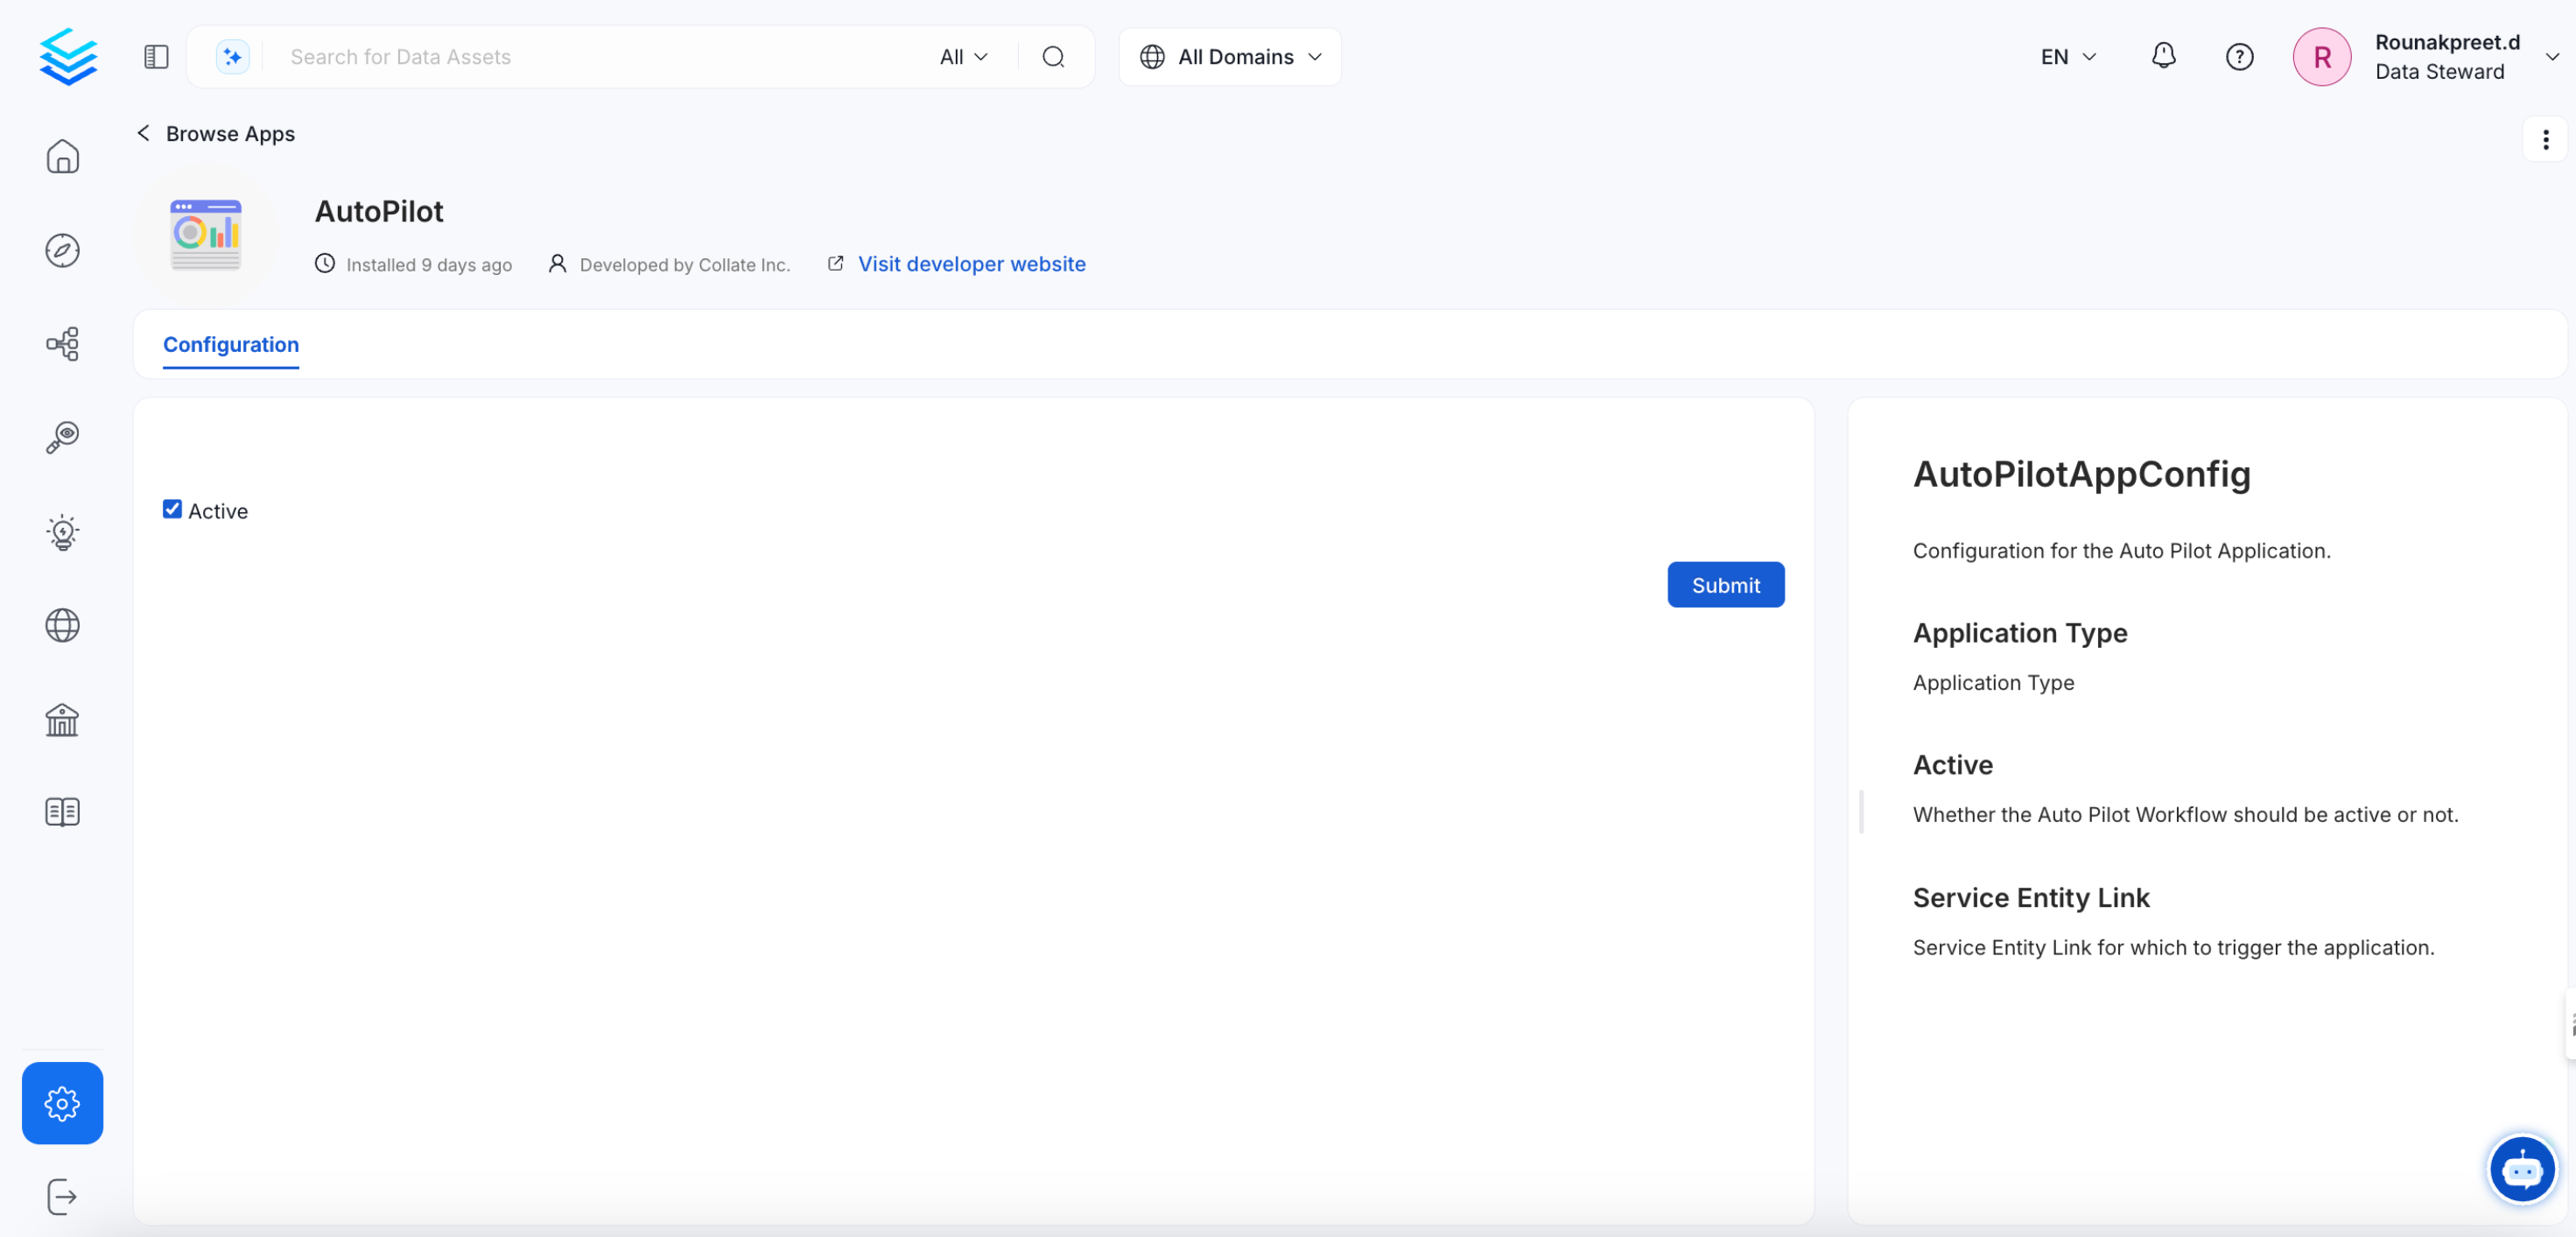 Search for Data Assets
All
All Domains
EN
R
Rounakpreet.d
Data Steward
Browse Apps
AutoPilot
Installed 9 days ago
Developed by Collate Inc.
Visit developer website
Configuration
Active
Submit
AutoPilotAppConfig
Configuration for the Auto Pilot Application.
Application Type
Application Type
Active
Whether the Auto Pilot Workflow should be active or not.
Service Entity Link
Service Entity Link for which to trigger the application.